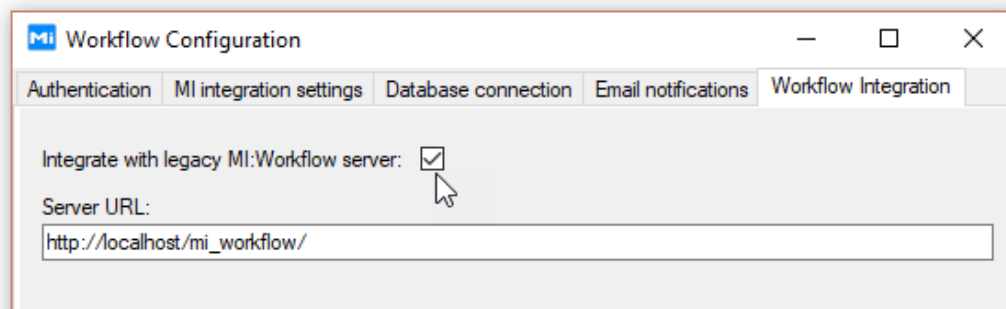 Mi Workflow Configuration
Authentication MI integration settings Database connection Email notifications Workflow Integration
Integrate with legacy MI:Workflow server:
Server URL:
http://localhost/mi_workflow/